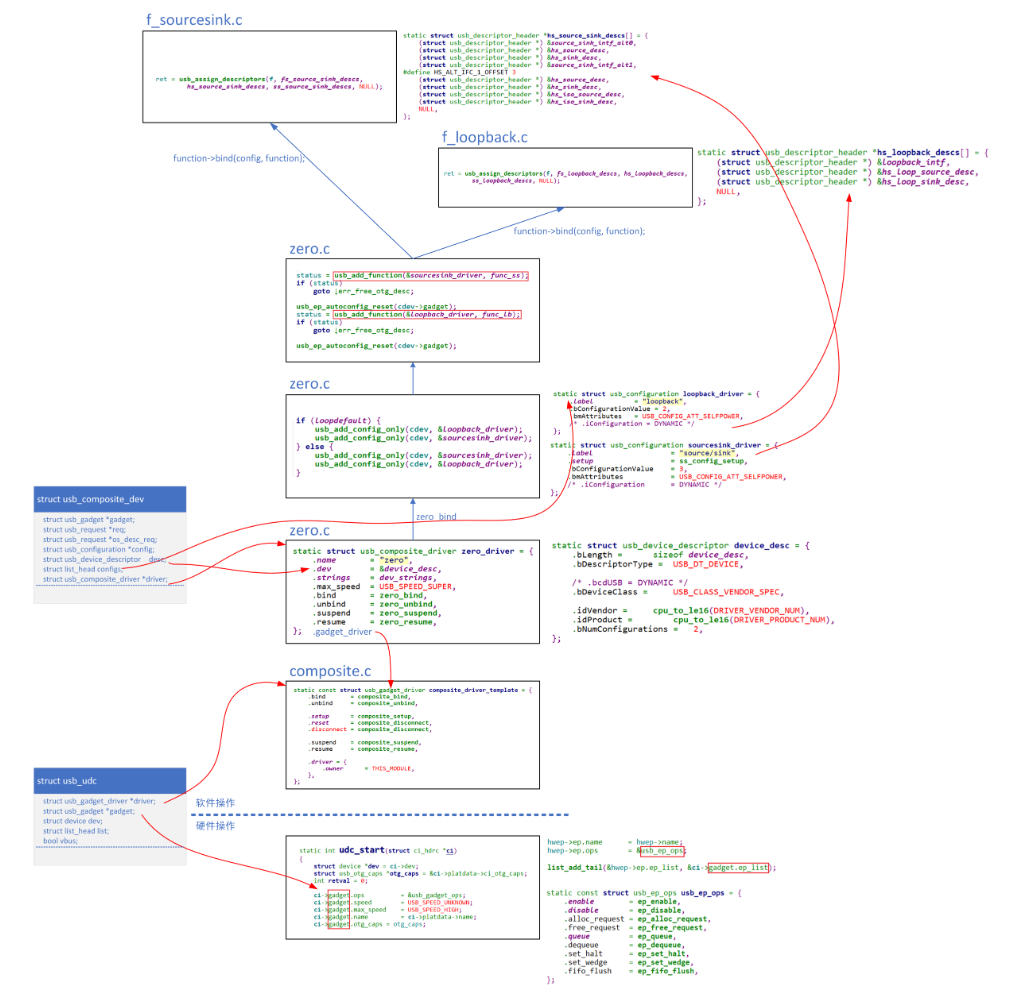 f_sourcesink.c
ret = usb_assign_descriptors(f, fs_source_sink_descs,
hs_source_sink_descs, ss_source_sink_descs, NULL);
static struct usb_descriptor_header *hs_source_sink_descs[] = {
(struct usb_descriptor_header *) &source_sink_intf_alt0,
(struct usb_descriptor_header *) &hs_source_desc,
(struct usb_descriptor_header *) &hs_sink_desc,
(struct usb_descriptor_header *) &source_sink_intf_alt1,
#define HS_ALT_IFC_1_OFFSET 3
(struct usb_descriptor_header *) &hs_source_desc,
(struct usb_descriptor_header *) &hs_sink_desc,
(struct usb_descriptor_header *) &hs_iso_source_desc,
(struct usb_descriptor_header *) &hs_iso_sink_desc,
NULL,
};
function->bind(config, function);
f_loopback.c
ret = usb_assign_descriptors(f, fs_loopback_descs, hs_loopback_descs,
ss_loopback_descs, NULL);
static struct usb_descriptor_header *hs_loopback_descs[] = {
(struct usb_descriptor_header *) &loopback_intf,
(struct usb_descriptor_header *) &hs_loop_source_desc,
(struct usb_descriptor_header *) &hs_loop_sink_desc,
NULL,
};
function->bind(config, function);
zero.c
status = usb_add_function(&sourcesink_driver, func_ss);
if (status)
goto ↓err_free_otg_desc;
usb_ep_autoconfig_reset(cdev->gadget);
status = usb_add_function(&loopback_driver, func_lb);
if (status)
goto ↓err_free_otg_desc;
usb_ep_autoconfig_reset(cdev->gadget);
zero.c
if (loopdefault) {
usb_add_config_only(cdev, &loopback_driver);
usb_add_config_only(cdev, &sourcesink_driver);
} else {
usb_add_config_only(cdev, &sourcesink_driver);
usb_add_config_only(cdev, &loopback_driver);
}
static struct usb_configuration loopback_driver = {
.label = "loopback",
.bConfigurationValue = 2,
.bmAttributes = USB_CONFIG_ATT_SELFPOWER,
/* .iConfiguration = DYNAMIC */
};
static struct usb_configuration sourcesink_driver = {
.label = "source/sink",
.setup = ss_config_setup,
.bConfigurationValue = 3,
.bmAttributes = USB_CONFIG_ATT_SELFPOWER,
/* .iConfiguration = DYNAMIC */
};
zero_bind
struct usb_composite_dev
struct usb_gadget *gadget;
struct usb_request *req;
struct usb_request *os_desc_req;
struct usb_configuration *config;
struct usb_device_descriptor desc;
struct list_head configs;
struct usb_composite_driver *driver;
zero.c
static struct usb_composite_driver zero_driver = {
.name = "zero",
.dev = &device_desc,
.strings = dev_strings,
.max_speed = USB_SPEED_SUPER,
.bind = zero_bind,
.unbind = zero_unbind,
.suspend = zero_suspend,
.resume = zero_resume,
}; .gadget_driver
static struct usb_device_descriptor device_desc = {
.bLength = sizeof device_desc,
.bDescriptorType = USB_DT_DEVICE,
/* .bcdUSB = DYNAMIC */
.bDeviceClass = USB_CLASS_VENDOR_SPEC,
.idVendor = cpu_to_le16(DRIVER_VENDOR_NUM),
.idProduct = cpu_to_le16(DRIVER_PRODUCT_NUM),
.bNumConfigurations = 2,
};
composite.c
static const struct usb_gadget_driver composite_driver_template = {
.bind = composite_bind,
.unbind = composite_unbind,
.setup = composite_setup,
.reset = composite_disconnect,
.disconnect = composite_disconnect,
.suspend = composite_suspend,
.resume = composite_resume,
.driver = {
.owner = THIS_MODULE,
},
};
struct usb_udc
struct usb_gadget_driver *driver;
struct usb_gadget *gadget;
struct device dev;
struct list_head list;
bool vbus;
软件操作
硬件操作
static int udc_start(struct ci_hdrc *ci)
{
struct device *dev = ci->dev;
struct usb_otg_caps *otg_caps = &ci->platdata->ci_otg_caps;
int retval = 0;
ci->gadget.ops = &usb_gadget_ops;
ci->gadget.speed = USB_SPEED_UNKNOWN;
ci->gadget.max_speed = USB_SPEED_HIGH;
ci->gadget.name = ci->platdata->name;
ci->gadget.otg_caps = otg_caps;
hwep->ep.name = hwep->name;
hwep->ep.ops = &usb_ep_ops;
list_add_tail(&hwep->ep.ep_list, &ci->gadget.ep_list);
static const struct usb_ep_ops usb_ep_ops = {
.enable = ep_enable,
.disable = ep_disable,
.alloc_request = ep_alloc_request,
.free_request = ep_free_request,
.queue = ep_queue,
.dequeue = ep_dequeue,
.set_halt = ep_set_halt,
.set_wedge = ep_set_wedge,
.fifo_flush = ep_fifo_flush,
};